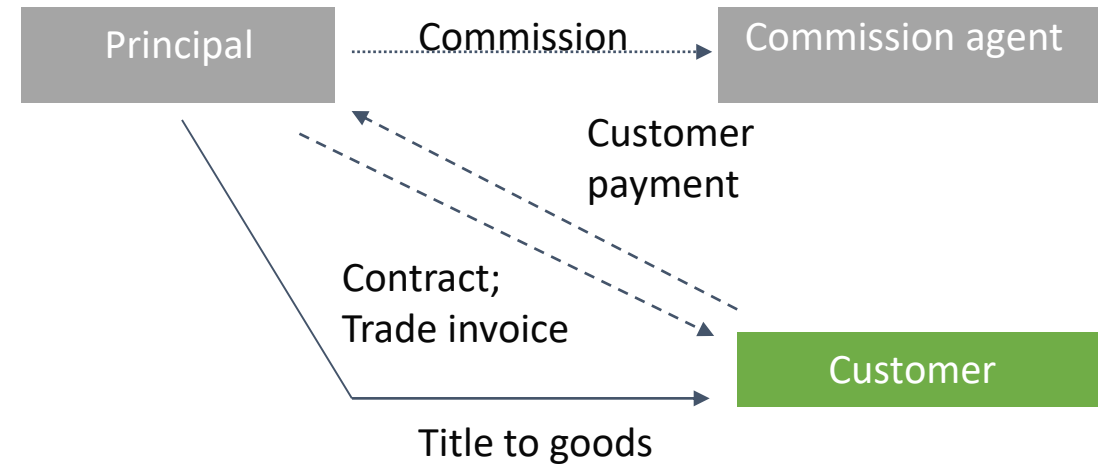 Principal
Commission
Commission agent
Customer
payment
Contract;
Trade invoice
Customer
Title to goods